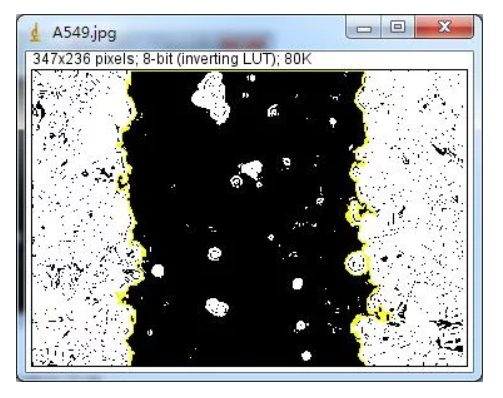 A549.jpg
347x236 pixels; 8-bit (inverting LUT); 80K